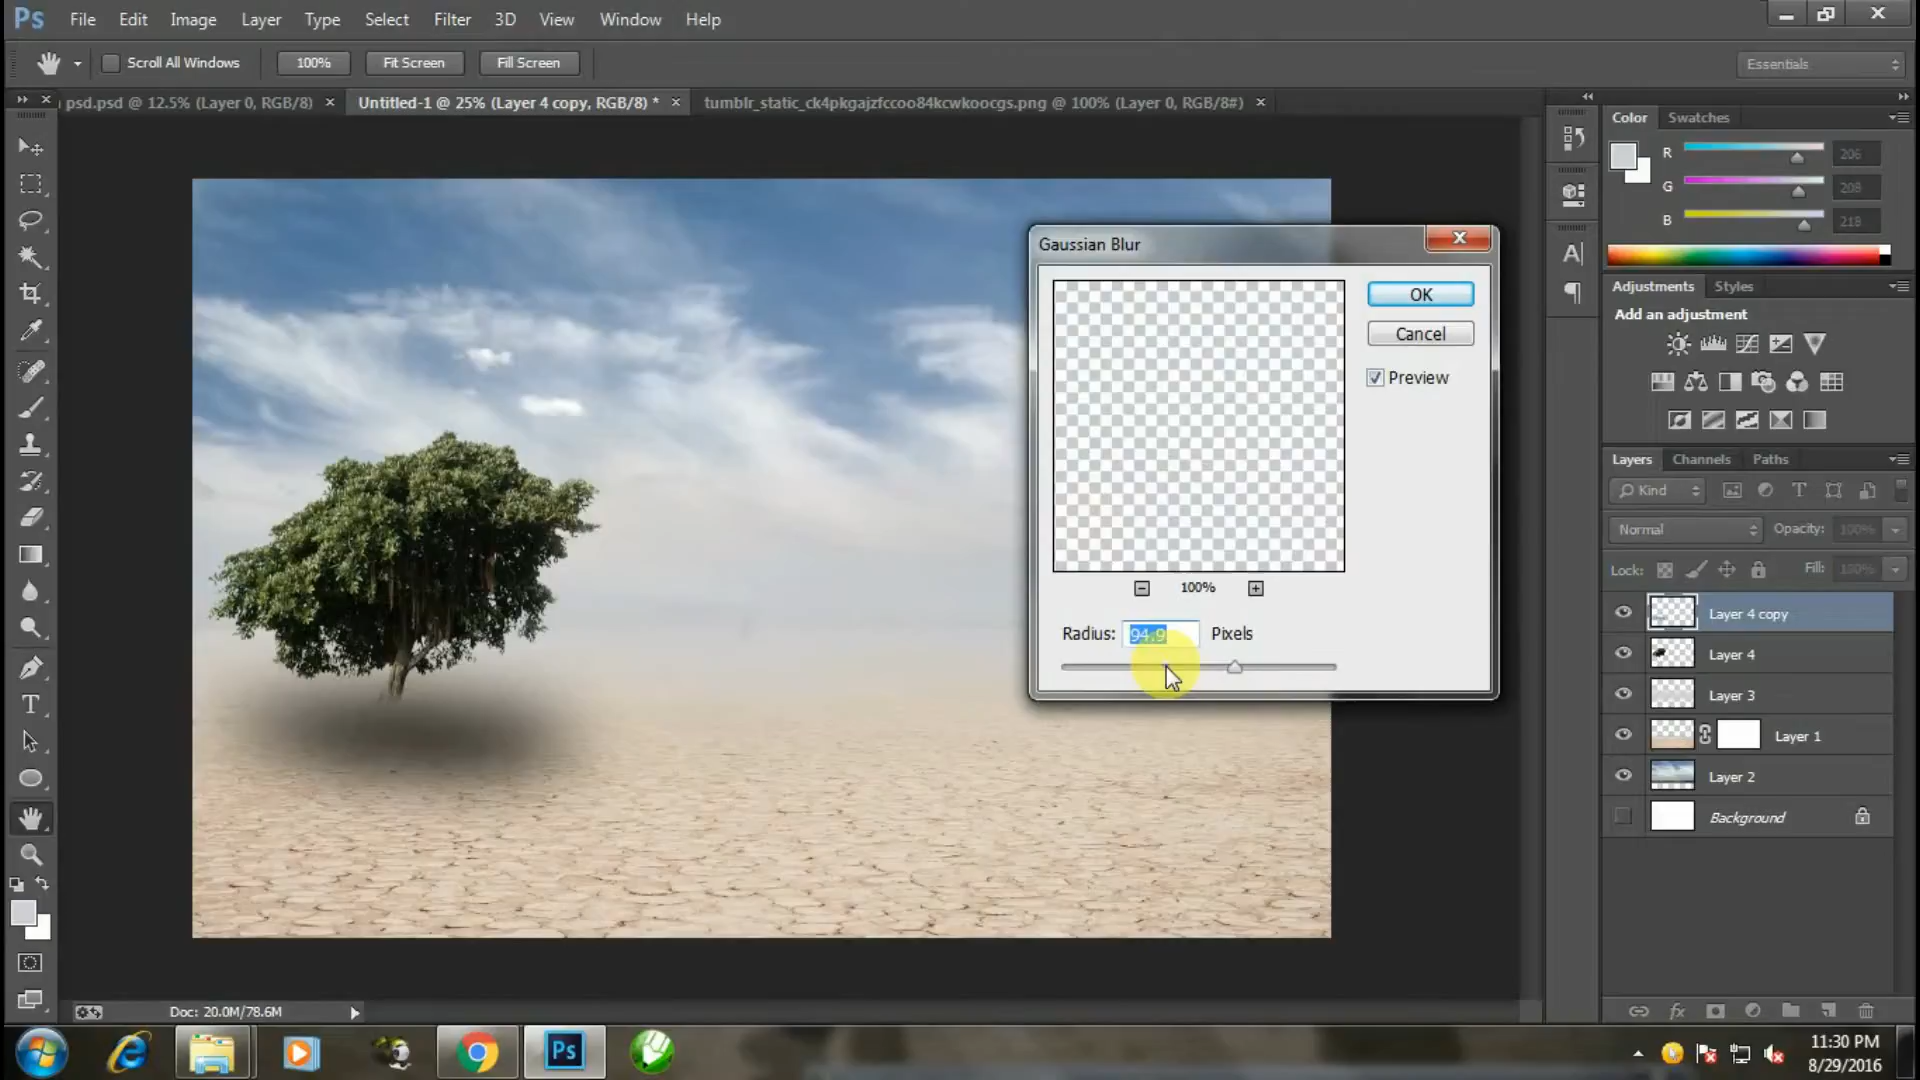 Ps File Edit Image Layer Type Select Filter 3D View Window Help
Scroll All Windows 100% Fit Screen Fill Screen Essentials
psd.psd @ 12.5% (Layer 0, RGB/8) × Untitled-1 @ 25% (Layer 4 copy, RGB/8) * × tumblr_static_ck4pkgajzfccoo84kcwkoocgs.png @ 100% (Layer 0, RGB/8#) ×
Color Swatches
R 206
G 208
B 218
Gaussian Blur
OK
Cancel
Preview
100%
Radius: 94.9 Pixels
Adjustments Styles
Add an adjustment
Layers Channels Paths
Kind
Normal Opacity: 100%
Lock: Fill: 100%
Layer 4 copy
Layer 4
Layer 3
Layer 1
Layer 2
Background
Doc: 20.0M/78.6M
Ps
11:30 PM
8/29/2016